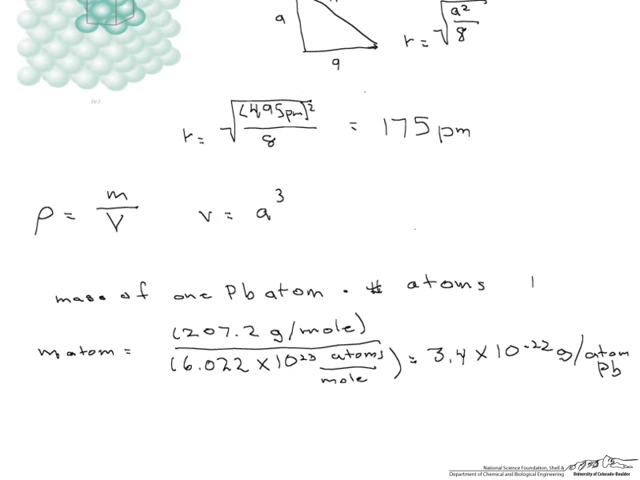 a
a
r = √(a²/8)
r = √((495pm)²/8) = 175 pm
ρ = m/V   v = a³
mass of one Pb atom · # atoms
m atom = (207.2 g/mole)/(6.022 × 10²³ atoms/mole) = 3.4 × 10⁻²² g/atom Pb
National Science Foundation, Shell &
Department of Chemical and Biological Engineering
University of Colorado-Boulder